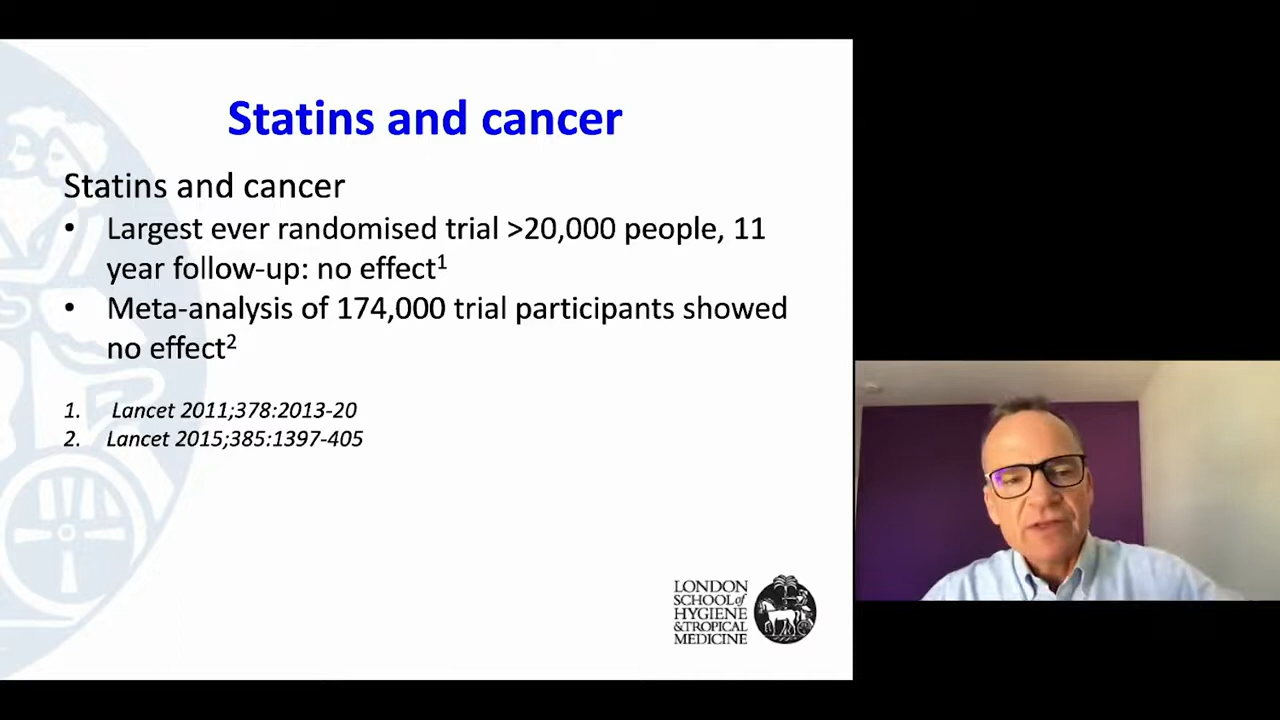 Statins and cancer
Statins and cancer
• Largest ever randomised trial >20,000 people, 11
year follow-up: no effect1
• Meta-analysis of 174,000 trial participants showed
no effect2
1. Lancet 2011;378:2013-20
2. Lancet 2015;385:1397-405
LONDON
SCHOOL of
HYGIENE
& TROPICAL
MEDICINE